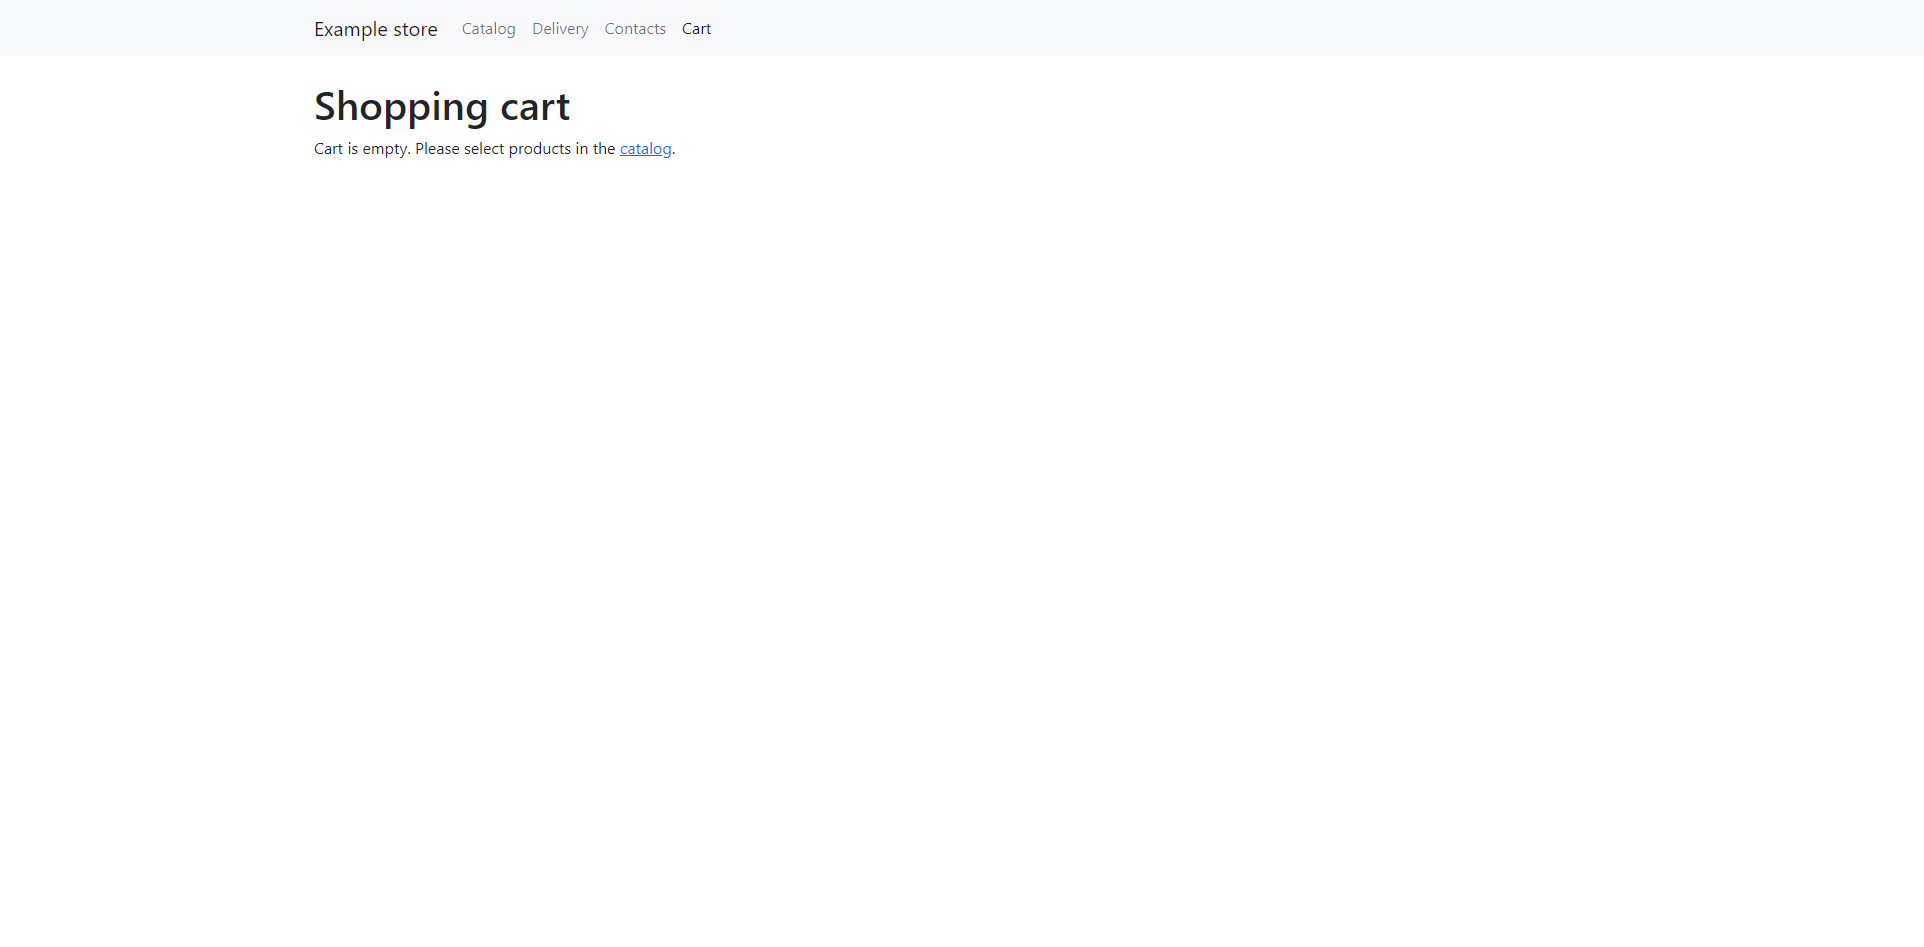 Example store Catalog Delivery Contacts Cart
Shopping cart
Cart is empty. Please select products in the catalog.